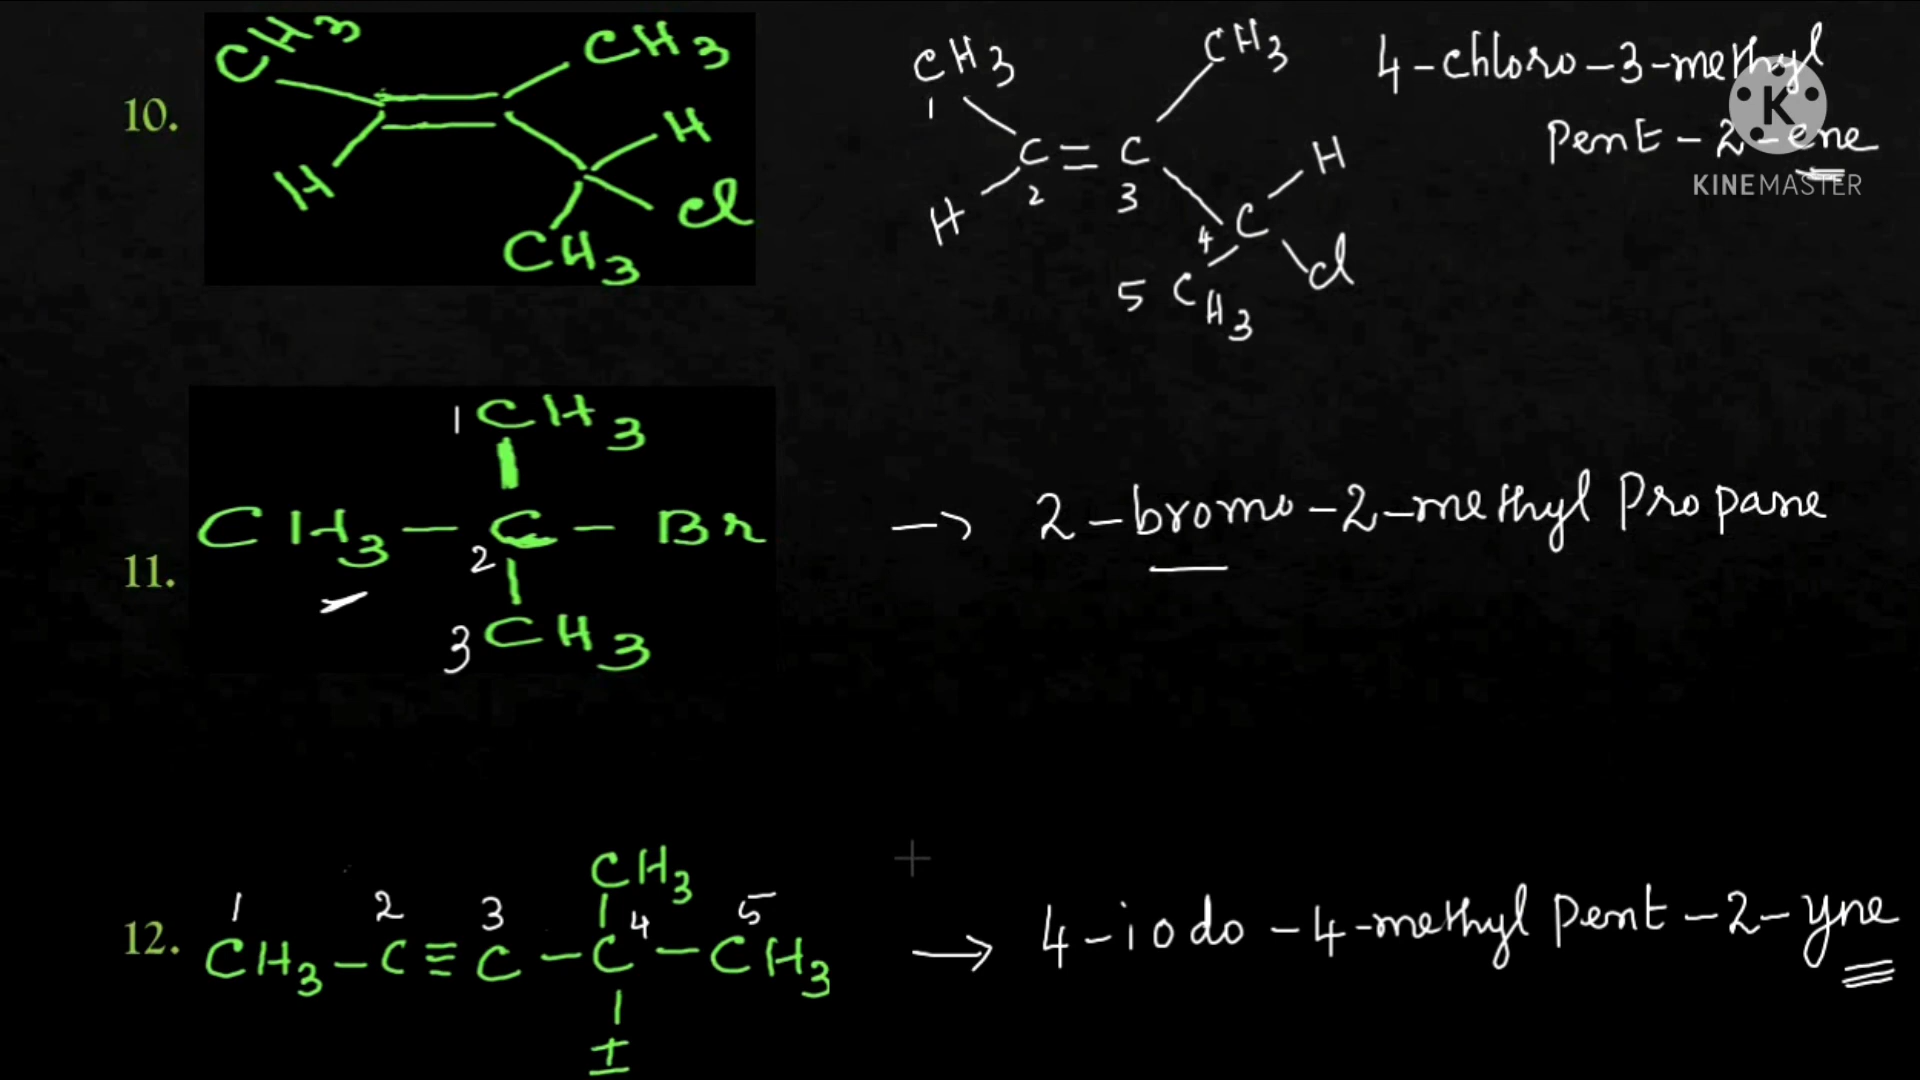 10.
CH3 CH3
H H
Cl
CH3
CH3 CH3
1
C = C H
H 2 3
4 C
5 CH3 Cl
4-chloro-3-methyl
Pent-2-ene
K
KINEMASTER
11.
1 CH3
CH3 - C - Br
2
3 CH3
→ 2-bromo-2-methyl Propane
12.
CH3
1 2 3 4 5
CH3 - C ≡ C - C - CH3
I
→ 4-iodo-4-methyl Pent-2-yne